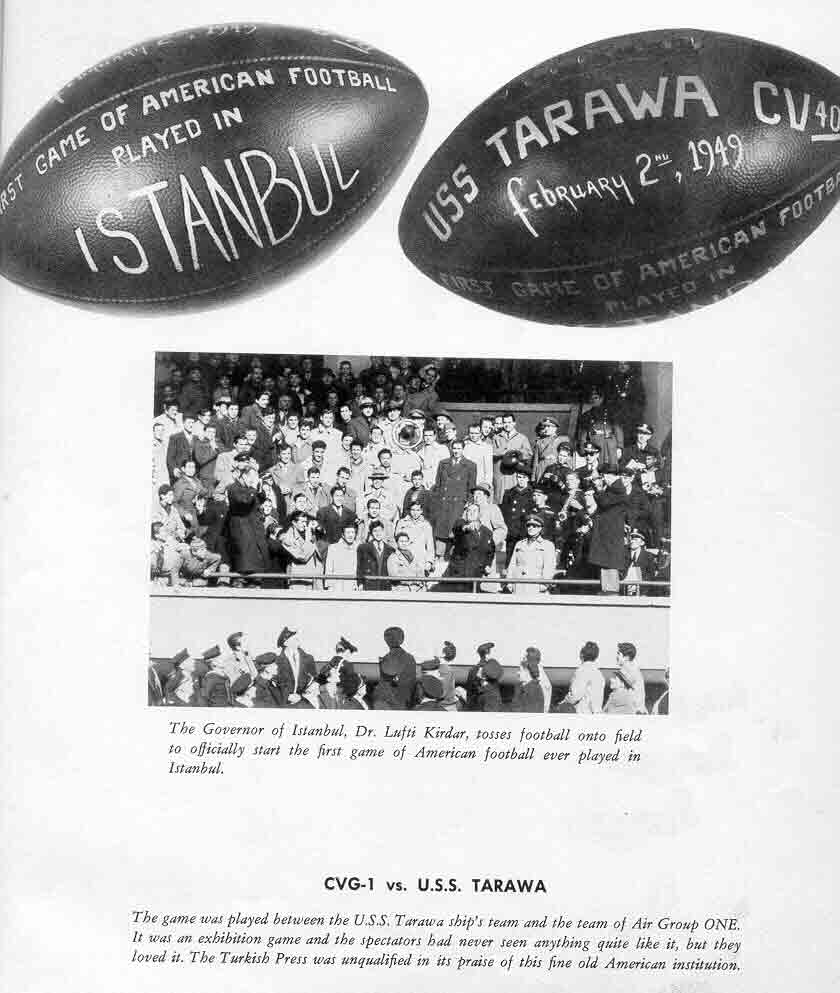 FEBRUARY 2ND, 1949
RST GAME OF AMERICAN FOOTBALL
PLAYED IN
ISTANBUL
USS TARAWA CV40
FEBRUARY 2ND, 1949
FIRST GAME OF AMERICAN FOOTBA
PLAYED IN
The Governor of Istanbul, Dr. Lufti Kirdar, tosses football onto field
to officially start the first game of American football ever played in
Istanbul.
CVG-1 vs. U.S.S. TARAWA
The game was played between the U.S.S. Tarawa ship's team and the team of Air Group ONE.
It was an exhibition game and the spectators had never seen anything quite like it, but they
loved it. The Turkish Press was unqualified in its praise of this fine old American institution.